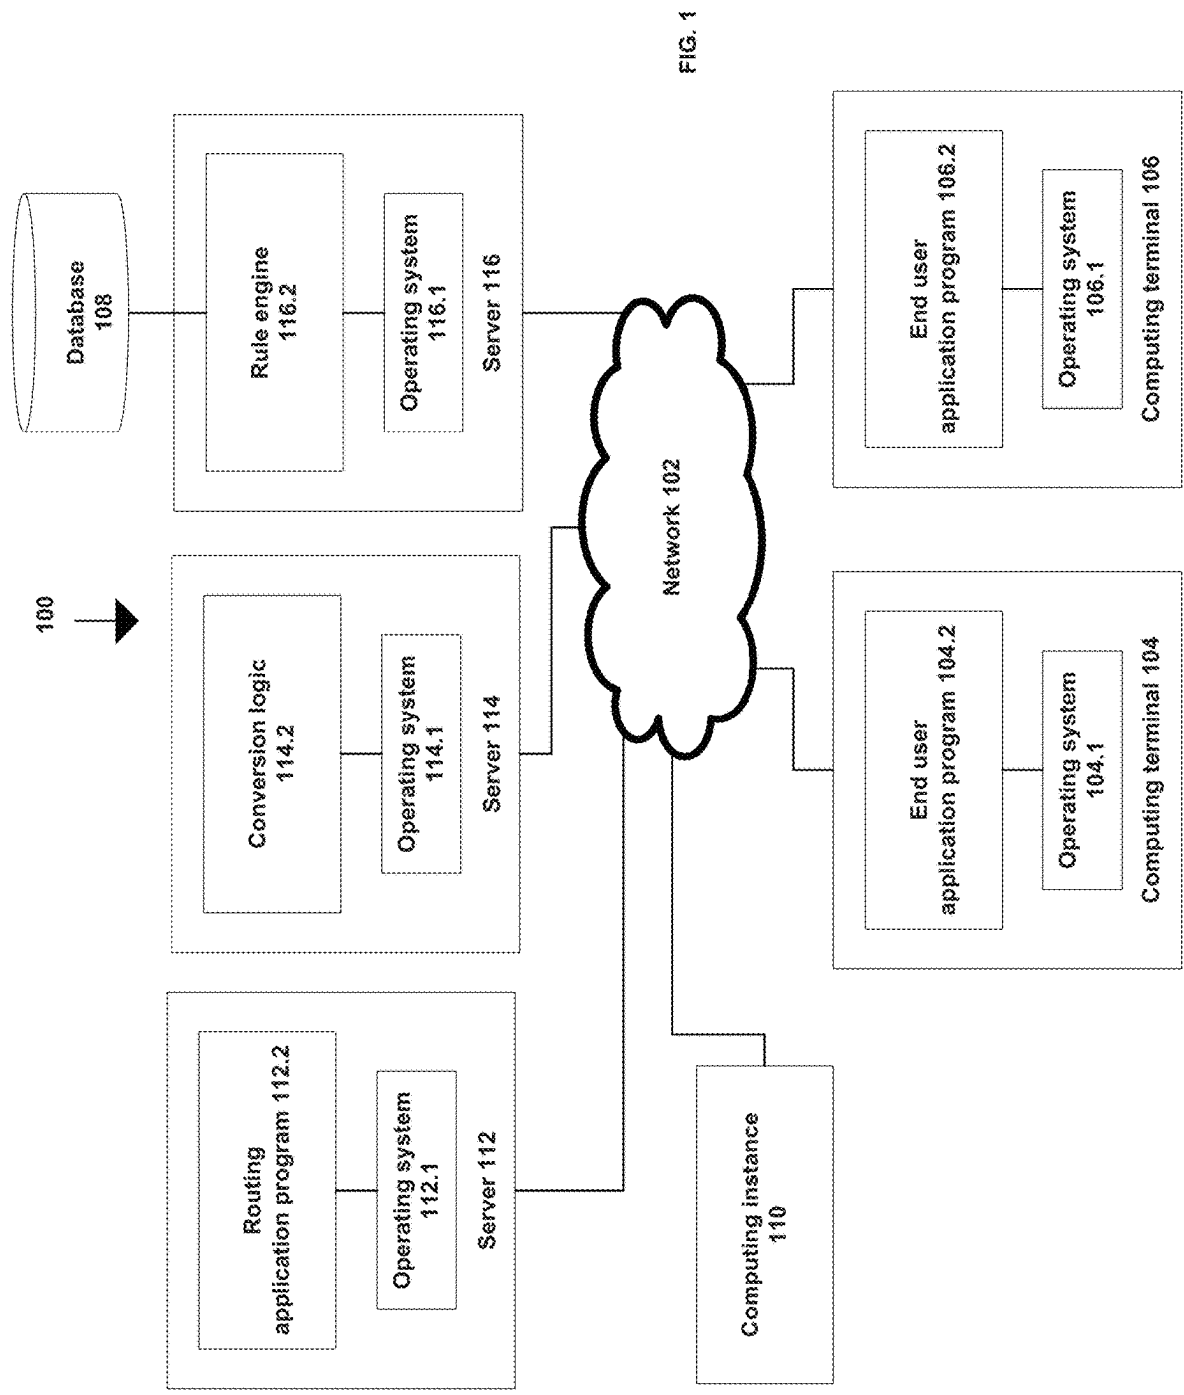 100
Database
108
Routing
application program 112.2
Operating system
112.1
Server 112
Conversion logic
114.2
Operating system
114.1
Server 114
Rule engine
116.2
Operating system
116.1
Server 116
Network 102
Computing instance
110
End user
application program 104.2
Operating system
104.1
Computing terminal 104
End user
application program 106.2
Operating system
106.1
Computing terminal 106
FIG. 1